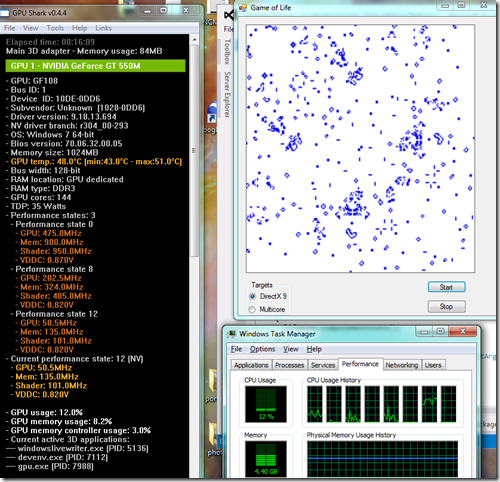 GPU Shark v0.4.4
File View Tools Help Links
Elapsed time: 00:16:09
Main 3D adapter - Memory usage: 84MB
GPU 1 - NVIDIA GeForce GT 550M
- GPU: GF108
- Bus ID: 1
- Device ID: 10DE-0DD6
- Subvendor: Unknown (1028-0DD6)
- Driver version: 9.18.13.694
- NV driver branch: r304_00-293
- OS: Windows 7 64-bit
- Bios version: 70.06.32.00.05
- Memory size: 1024MB
- GPU temp.: 48.0°C (min:43.0°C - max:51.0°C)
- Bus width: 128-bit
- RAM location: GPU dedicated
- RAM type: DDR3
- GPU cores: 144
- TDP: 35 Watts
- Performance states: 3
- Performance state 0
- GPU: 475.0MHz
- Mem: 900.0MHz
- Shader: 950.0MHz
- VDDC: 0.870V
- Performance state 8
- GPU: 202.5MHz
- Mem: 324.0MHz
- Shader: 405.0MHz
- VDDC: 0.820V
- Performance state 12
- GPU: 50.5MHz
- Mem: 135.0MHz
- Shader: 101.0MHz
- VDDC: 0.820V
- Current performance state: 12 [NV]
- GPU: 50.5MHz
- Mem: 135.0MHz
- Shader: 101.0MHz
- VDDC: 0.820V
- GPU usage: 12.0%
- GPU memory usage: 8.2%
- GPU memory controller usage: 3.0%
- Current active 3D applications:
— windowslivewriter.exe [PID: 5136]
— devenv.exe [PID: 7112]
— gpu.exe [PID: 7988]
Toolbox
Server Explorer
Game of Life
Targets
DirectX 9
Multicore
Start
Stop
Windows Task Manager
File Options View Help
Applications Processes Services Performance Networking Users
CPU Usage
CPU Usage History
12 %
Memory
Physical Memory Usage History
4.40 GB